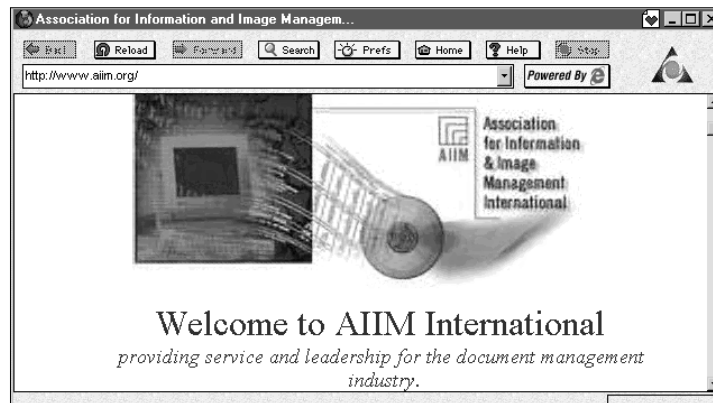 Association for Information and Image Managem...
Back Reload Forward Search Prefs Home Help Stop
http://www.aiim.org/ Powered By
AIIM
Association
for Information
& Image
Management
International
Welcome to AIIM International
providing service and leadership for the document management
industry.